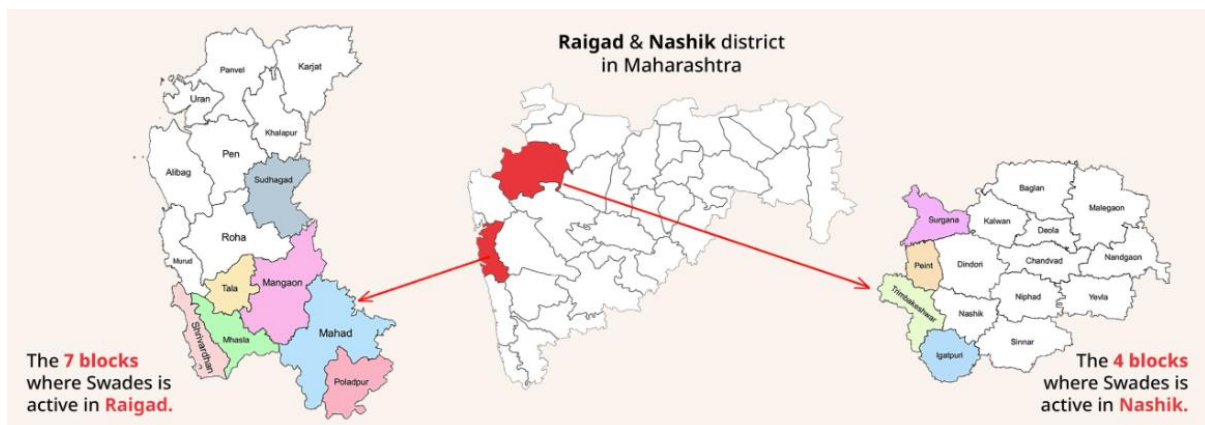 Raigad & Nashik district
in Maharashtra
Panvel
Karjat
Uran
Khalapur
Pen
Alibag
Sudhagad
Roha
Murud
Tala
Mangaon
Shrivardhan
Mhasla
Mahad
Poladpur
The 7 blocks
where Swades is
active in Raigad.
Baglan
Malegaon
Surgana
Kalwan
Deola
Peint
Dindori
Chandvad
Nandgaon
Trimbakeshwar
Niphad
Yevla
Nashik
Sinnar
Igatpuri
The 4 blocks
where Swades is
active in Nashik.